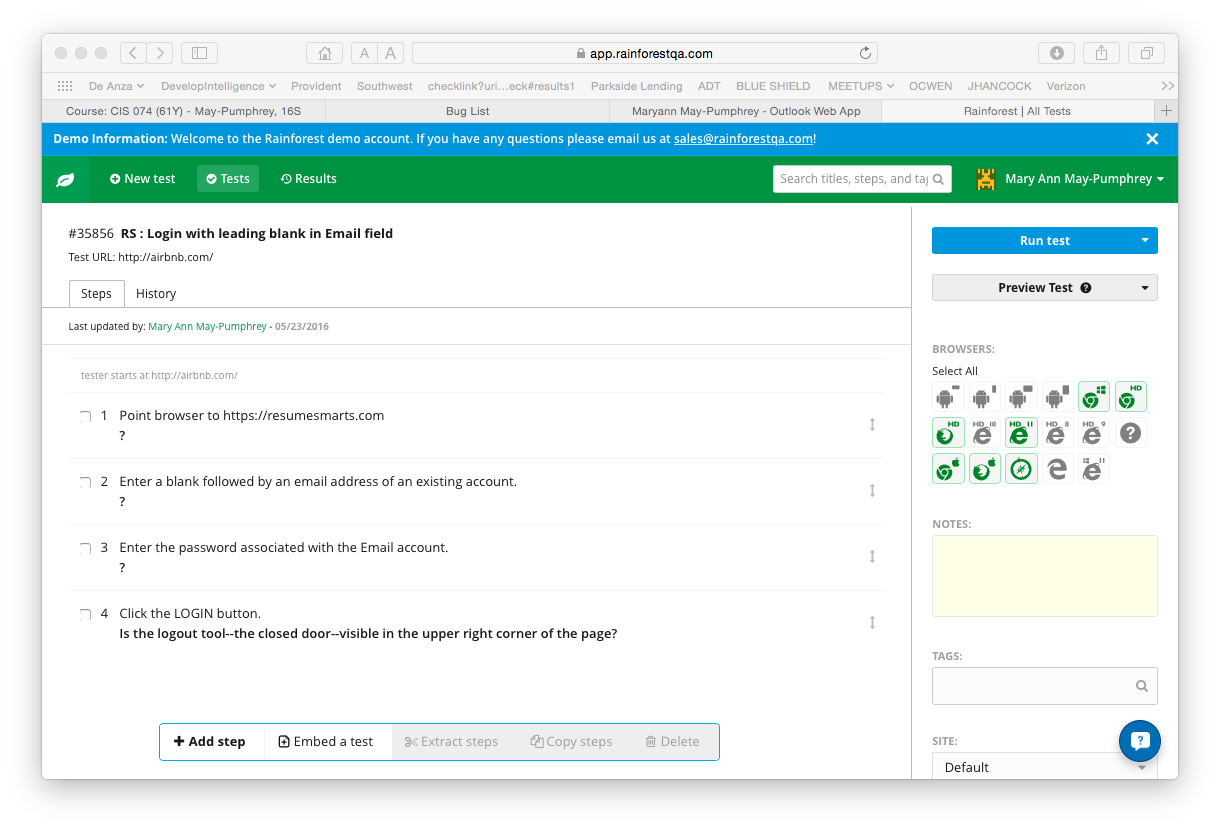 A A app.rainforestqa.com
De Anza DevelopIntelligence Provident Southwest checklink?uri...eck#results1 Parkside Lending ADT BLUE SHIELD MEETUPS OCWEN JHANCOCK Verizon >>
Course: CIS 074 (61Y) - May-Pumphrey, 16S Bug List Maryann May-Pumphrey - Outlook Web App Rainforest | All Tests +
Demo Information: Welcome to the Rainforest demo account. If you have any questions please email us at sales@rainforestqa.com!
New test Tests Results Search titles, steps, and tag Mary Ann May-Pumphrey
#35856 RS : Login with leading blank in Email field
Test URL: http://airbnb.com/
Steps History
Last updated by: Mary Ann May-Pumphrey - 05/23/2016
tester starts at http://airbnb.com/
1 Point browser to https://resumesmarts.com
?
2 Enter a blank followed by an email address of an existing account.
?
3 Enter the password associated with the Email account.
?
4 Click the LOGIN button.
Is the logout tool--the closed door--visible in the upper right corner of the page?
Add step Embed a test Extract steps Copy steps Delete
Run test
Preview Test ?
BROWSERS:
Select All
HD
HD HD 10 HD 11 HD 8 HD 9 ?
11
NOTES:
TAGS:
SITE:
Default
?